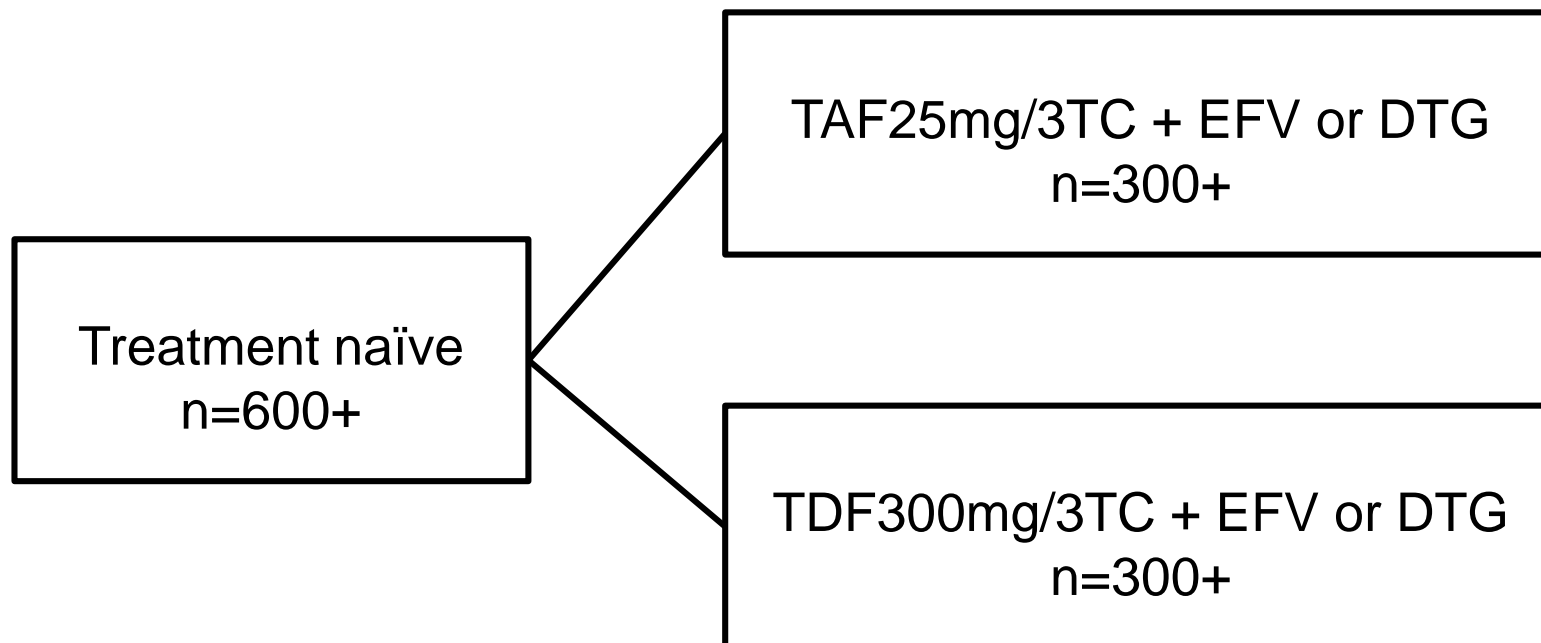 TAF25mg/3TC + EFV or DTG
n=300+
Treatment naïve
n=600+
TDF300mg/3TC + EFV or DTG
n=300+